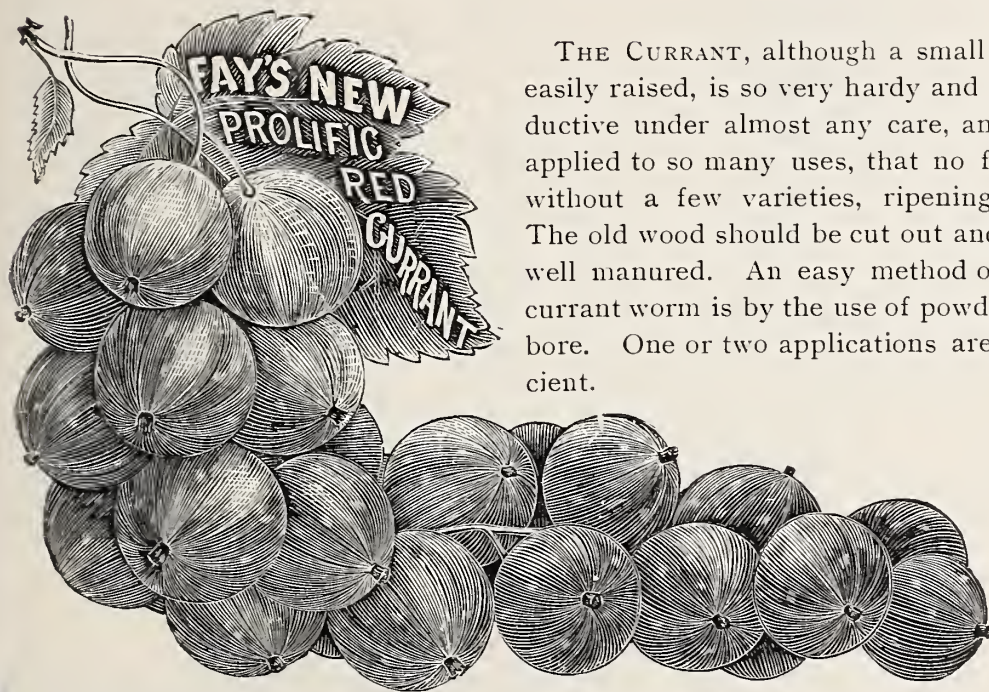 FAY'S NEW
PROLIFIC
RED
CURRANT
THE CURRANT, although a small
easily raised, is so very hardy and
ductive under almost any care, an
applied to so many uses, that no f
without a few varieties, ripening
The old wood should be cut out and
well manured. An easy method o
currant worm is by the use of powd
bore. One or two applications are
cient.